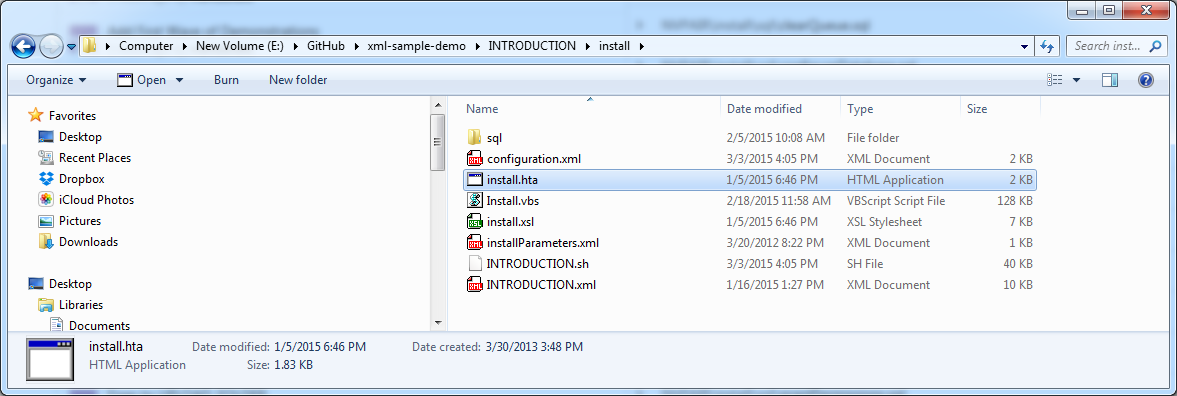 Add First Wave of Demonstrations
Computer New Volume (E:) GitHub xml-sample-demo INTRODUCTION install Search inst...
Organize Open Burn New folder
Favorites
Desktop
Recent Places
Dropbox
iCloud Photos
Pictures
Downloads
Desktop
Libraries
Documents
Name Date modified Type Size
sql 2/5/2015 10:08 AM File folder
configuration.xml 3/3/2015 4:05 PM XML Document 2 KB
install.hta 1/5/2015 6:46 PM HTML Application 2 KB
Install.vbs 2/18/2015 11:58 AM VBScript Script File 128 KB
install.xsl 1/5/2015 6:46 PM XSL Stylesheet 7 KB
installParameters.xml 3/20/2012 8:22 PM XML Document 1 KB
INTRODUCTION.sh 3/3/2015 4:05 PM SH File 40 KB
INTRODUCTION.xml 1/16/2015 1:27 PM XML Document 10 KB
install.hta Date modified: 1/5/2015 6:46 PM Date created: 3/30/2013 3:48 PM
HTML Application Size: 1.83 KB